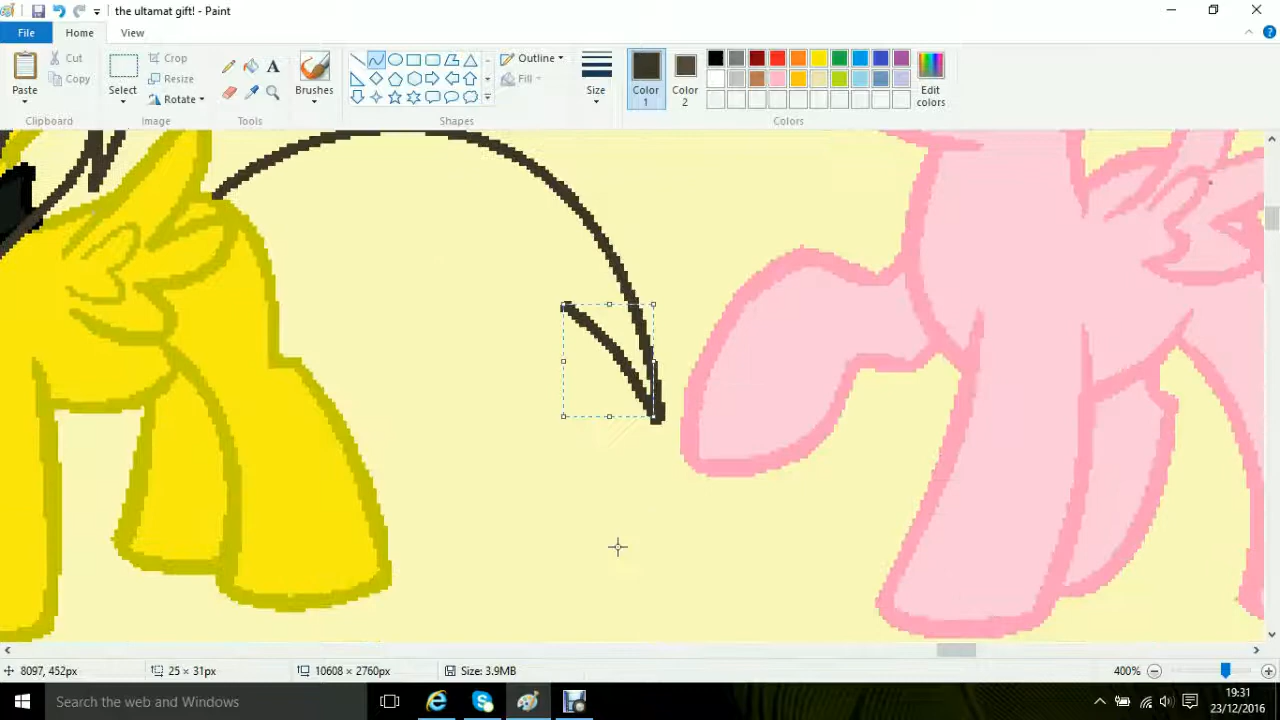 the ultamat gift! - Paint
File Home View
Paste
Cut
Copy
Clipboard
Select
Crop
Resize
Rotate
Image
A
Tools
Brushes
Outline
Fill
Shapes
Size
Color 1
Color 2
Edit colors
Colors
8097, 452px 25 × 31px 10608 × 2760px Size: 3.9MB 400%
Search the web and Windows
19:31
23/12/2016